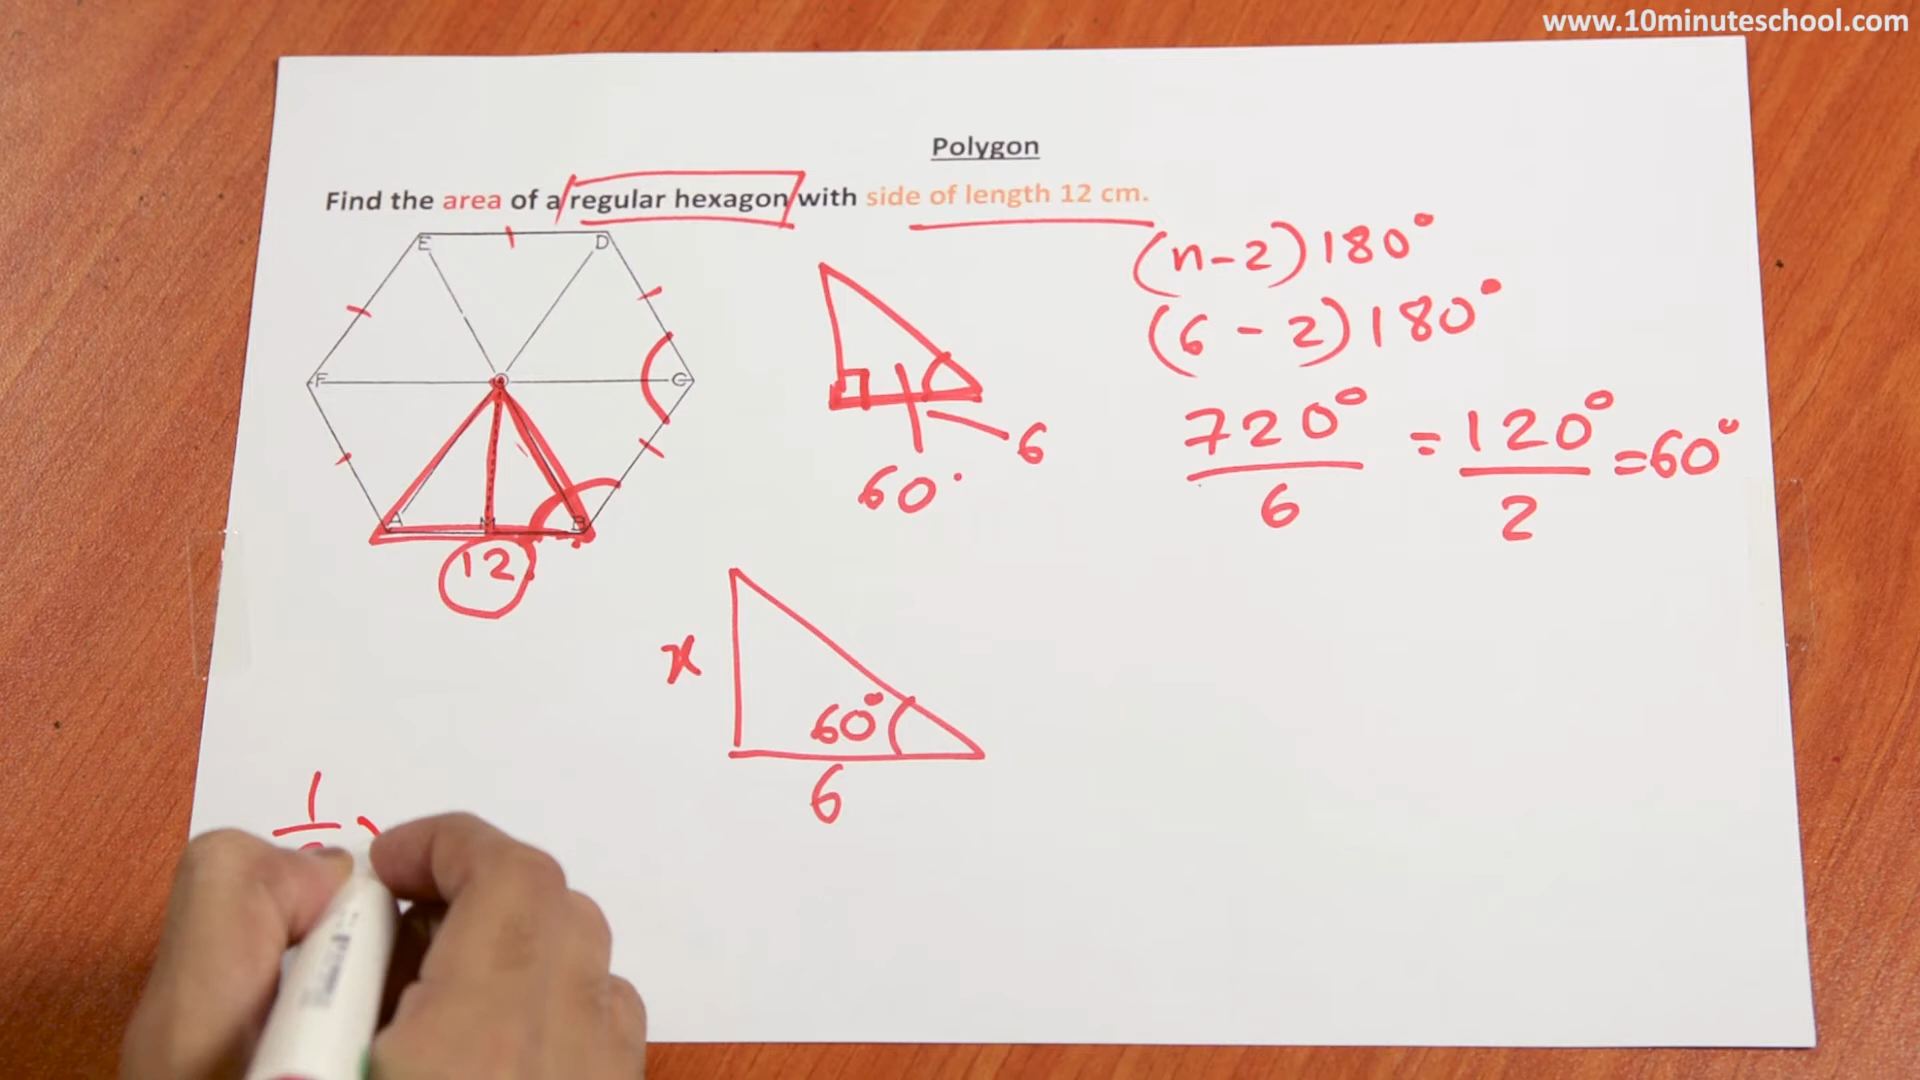 www.10minuteschool.com
Polygon
Find the area of a regular hexagon with side of length 12 cm.
E D
F O C
A M B
12
6
60°
(n-2)180°
(6-2)180°
720°/6 = 120°/2 = 60°
x
60°
6
1